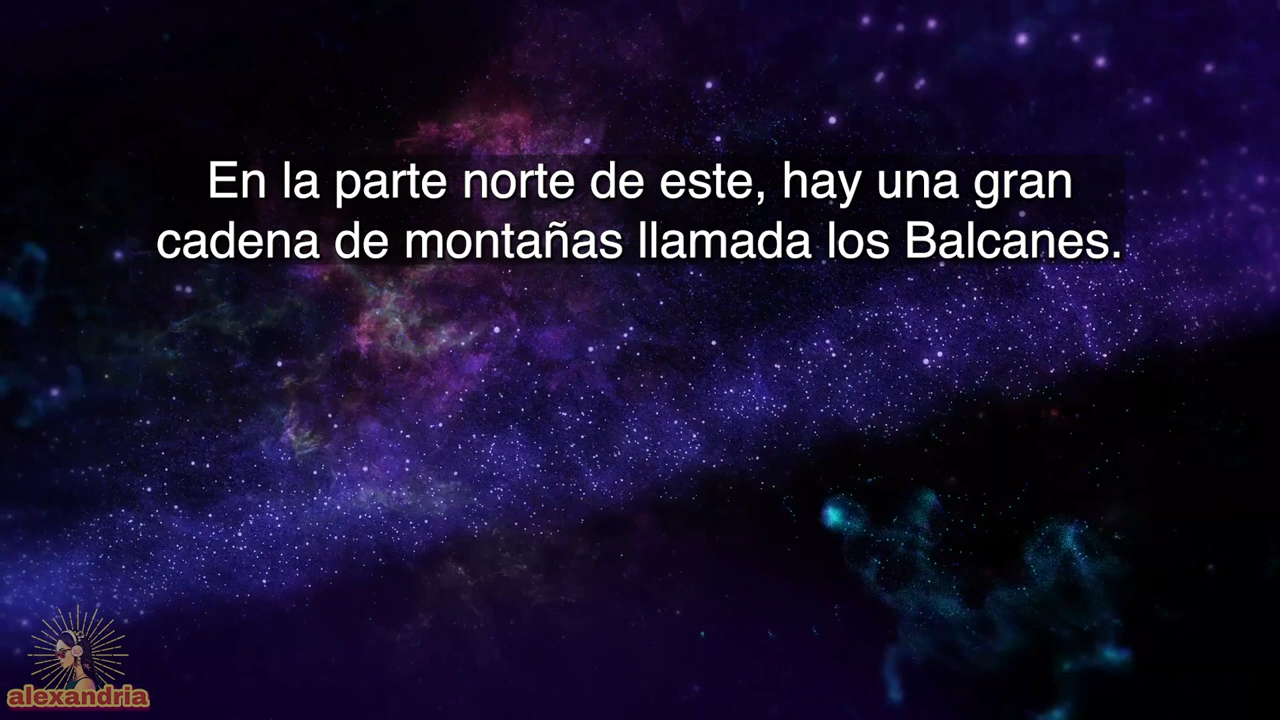 En la parte norte de este, hay una gran
cadena de montañas llamada los Balcanes.
alexandria